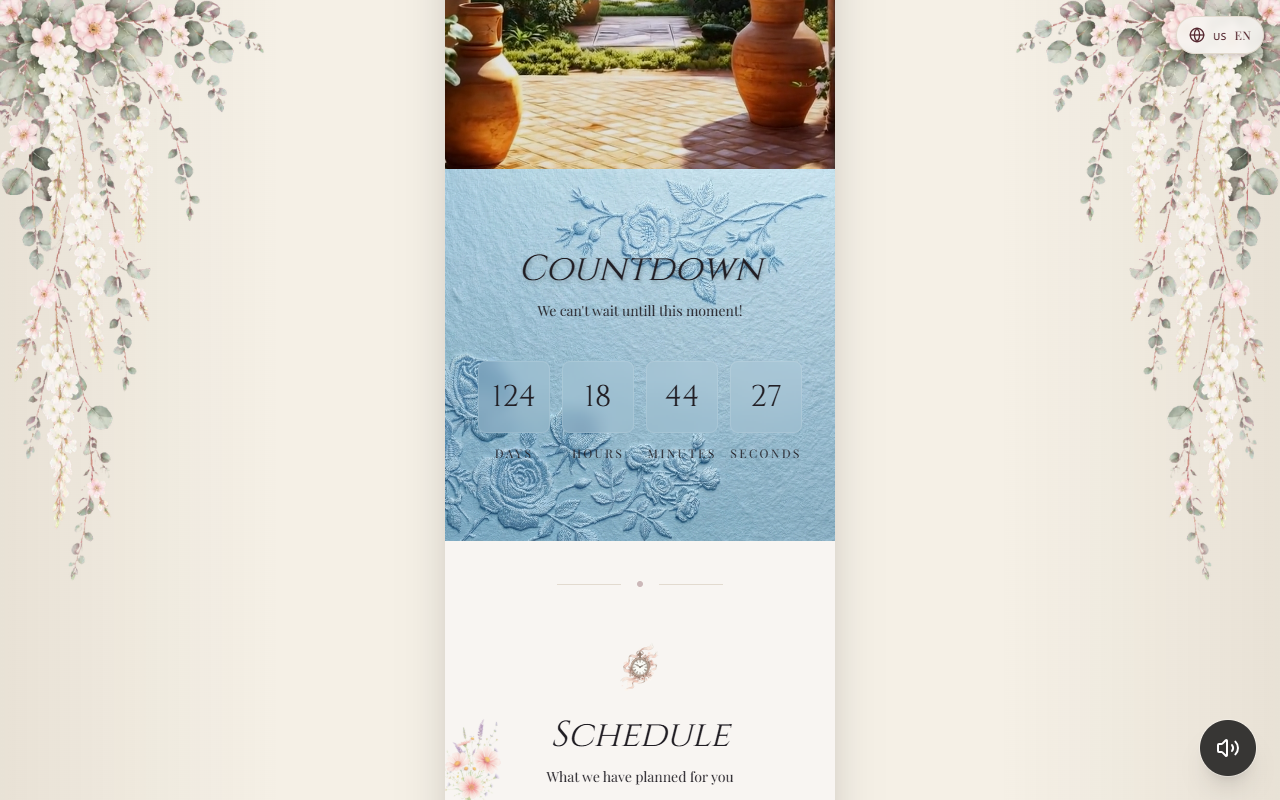 US EN
COUNTDOWN
We can't wait untill this moment!
124 18 44 27
DAYS HOURS MINUTES SECONDS
SCHEDULE
What we have planned for you